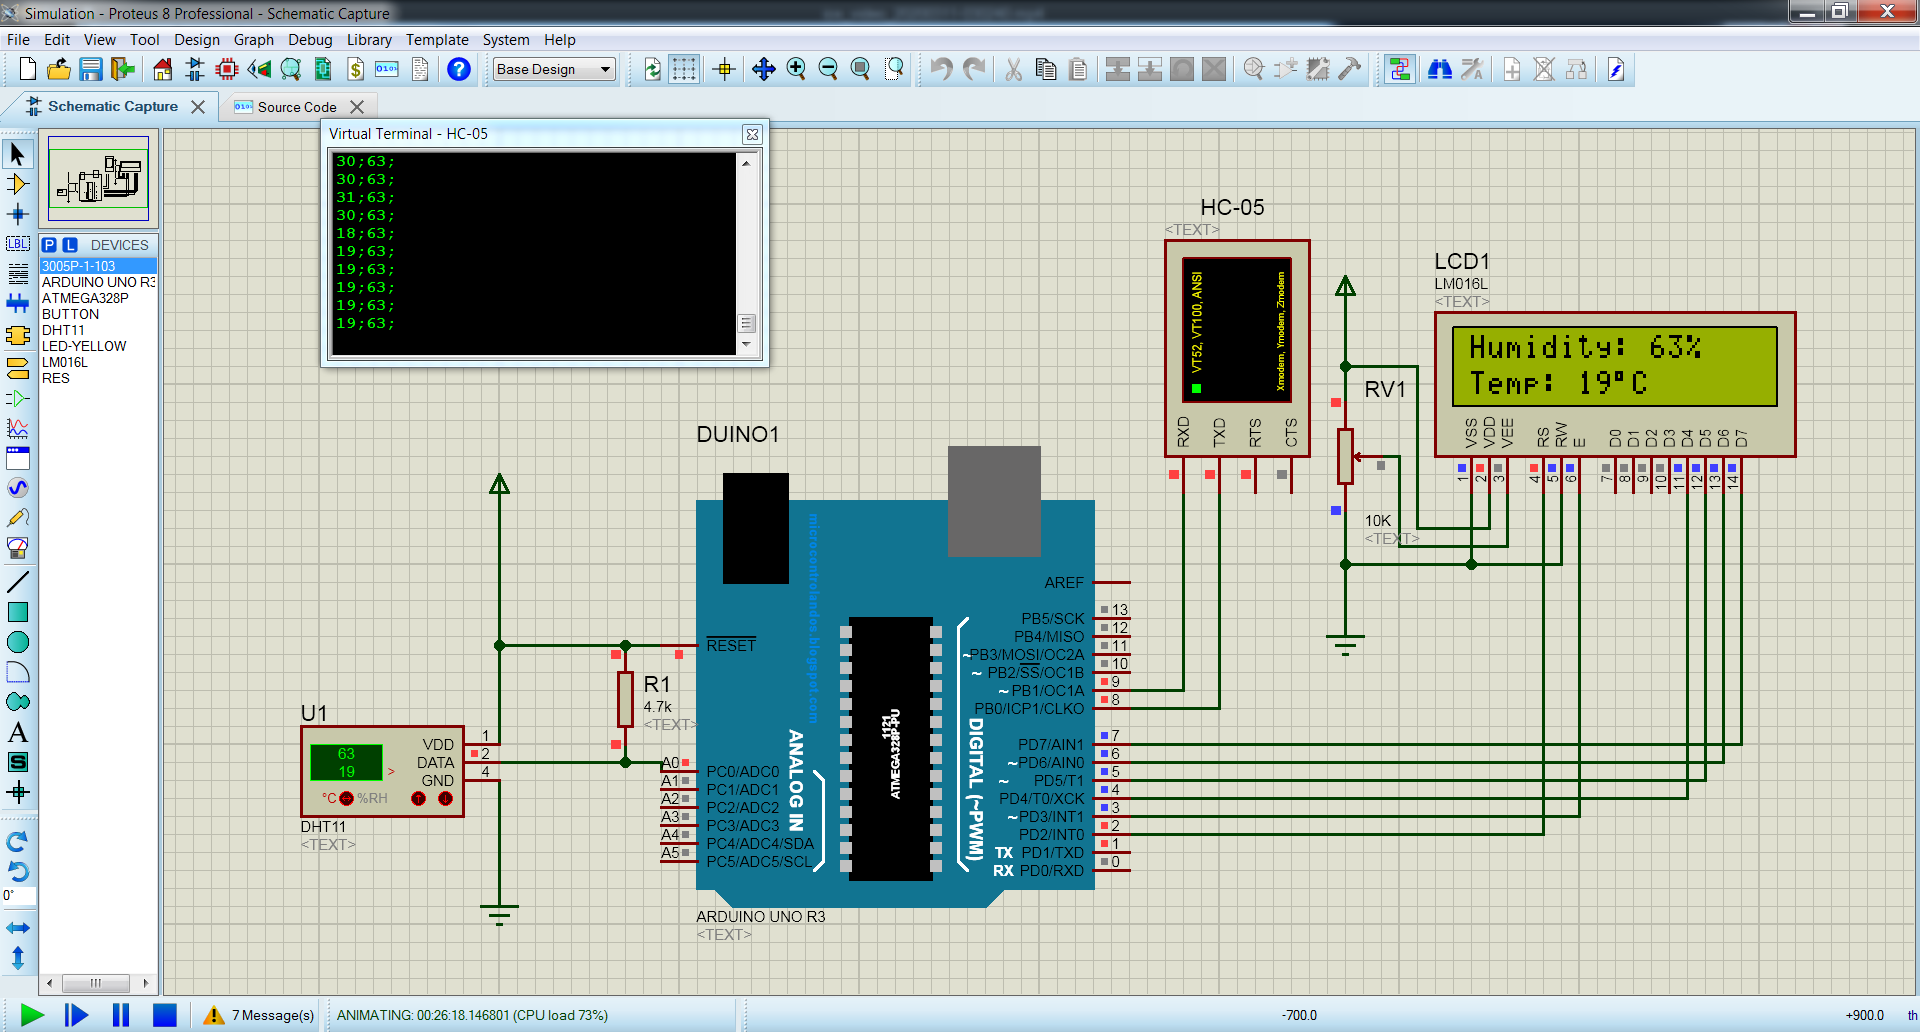 Simulation - Proteus 8 Professional - Schematic Capture
File Edit View Tool Design Graph Debug Library Template System Help
Base Design
Schematic Capture
Source Code
Virtual Terminal - HC-05
30;63;
30;63;
31;63;
30;63;
18;63;
19;63;
19;63;
19;63;
19;63;
19;63;
LBL
P L DEVICES
3005P-1-103
ARDUINO UNO R3
ATMEGA328P
BUTTON
DHT11
LED-YELLOW
LM016L
RES
A
S
0°
HC-05
<TEXT>
VT52, VT100, ANSI
Xmodem, Ymodem, Zmodem
RXD
TXD
RTS
CTS
RV1
10K
<TEXT>
LCD1
LM016L
<TEXT>
Humidity: 63%
Temp: 19°C
VSS VDD VEE RS RW E D0 D1 D2 D3 D4 D5 D6 D7
1 2 3 4 5 6 7 8 9 10 11 12 13 14
DUINO1
microcontrolandos.blogspot.com
RESET
AREF
PB5/SCK 13
PB4/MISO 12
~PB3/MOSI/OC2A 11
~ PB2/SS/OC1B 10
~ PB1/OC1A 9
PB0/ICP1/CLKO 8
PD7/AIN1 7
~PD6/AIN0 6
~ PD5/T1 5
PD4/T0/XCK 4
~PD3/INT1 3
PD2/INT0 2
TX PD1/TXD 1
RX PD0/RXD 0
DIGITAL (~PWM)
ANALOG IN
1121
ATMEGA328P-PU
A0 PC0/ADC0
A1 PC1/ADC1
A2 PC2/ADC2
A3 PC3/ADC3
A4 PC4/ADC4/SDA
A5 PC5/ADC5/SCL
ARDUINO UNO R3
<TEXT>
R1
4.7k
<TEXT>
U1
63
19
>
°C %RH
VDD 1
DATA 2
GND 4
DHT11
<TEXT>
7 Message(s)
ANIMATING: 00:26:18.146801 (CPU load 73%)
-700.0
+900.0
th